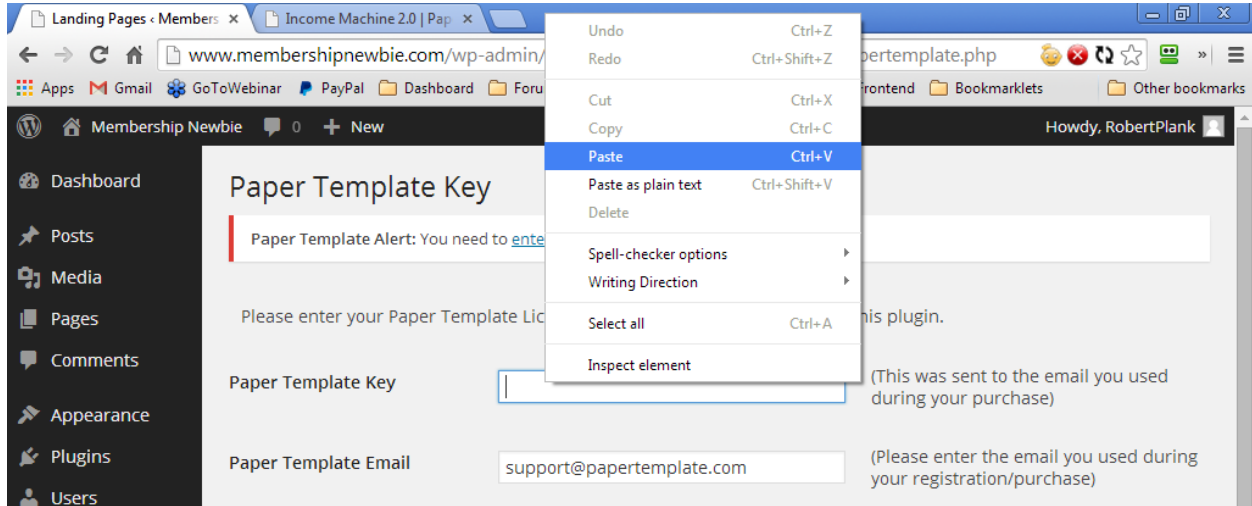 Landing Pages ‹ Members
Income Machine 2.0 | Pap
www.membershipnewbie.com/wp-admin/
pertemplate.php
Apps Gmail GoToWebinar PayPal Dashboard Foru
rontend Bookmarklets Other bookmarks
Membership Newbie 0 + New
Howdy, RobertPlank
Undo Ctrl+Z
Redo Ctrl+Shift+Z
Cut Ctrl+X
Copy Ctrl+C
Paste Ctrl+V
Paste as plain text Ctrl+Shift+V
Delete
Spell-checker options
Writing Direction
Select all Ctrl+A
Inspect element
Dashboard
Posts
Media
Pages
Comments
Appearance
Plugins
Users
Paper Template Key
Paper Template Alert: You need to ente
Please enter your Paper Template Lic
his plugin.
Paper Template Key
(This was sent to the email you used
during your purchase)
Paper Template Email
support@papertemplate.com
(Please enter the email you used during
your registration/purchase)